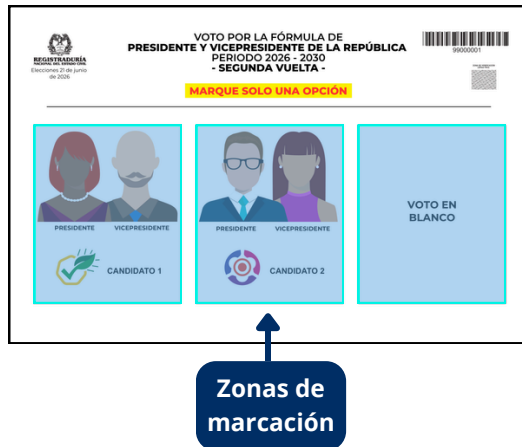 REGISTRADURÍA
NACIONAL DEL ESTADO CIVIL
Elecciones 21 de junio
de 2026
VOTO POR LA FÓRMULA DE
PRESIDENTE Y VICEPRESIDENTE DE LA REPÚBLICA
PERIODO 2026 - 2030
- SEGUNDA VUELTA -
MARQUE SOLO UNA OPCIÓN
99000001
PRESIDENTE VICEPRESIDENTE
CANDIDATO 1
PRESIDENTE VICEPRESIDENTE
CANDIDATO 2
VOTO EN
BLANCO
Zonas de
marcación